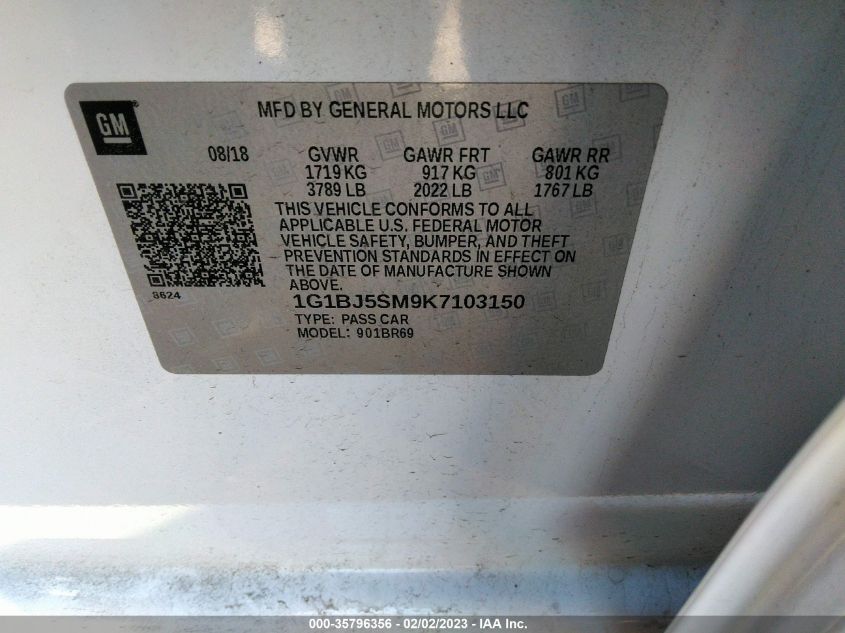 GM
MFD BY GENERAL MOTORS LLC
08/18 GVWR GAWR FRT GAWR RR
1719 KG 917 KG 801 KG
3789 LB 2022 LB 1767 LB
THIS VEHICLE CONFORMS TO ALL
APPLICABLE U.S. FEDERAL MOTOR
VEHICLE SAFETY, BUMPER, AND THEFT
PREVENTION STANDARDS IN EFFECT ON
THE DATE OF MANUFACTURE SHOWN
ABOVE.
8624
1G1BJ5SM9K7103150
TYPE: PASS CAR
MODEL: 901BR69
000-35796356 - 02/02/2023 - IAA Inc.